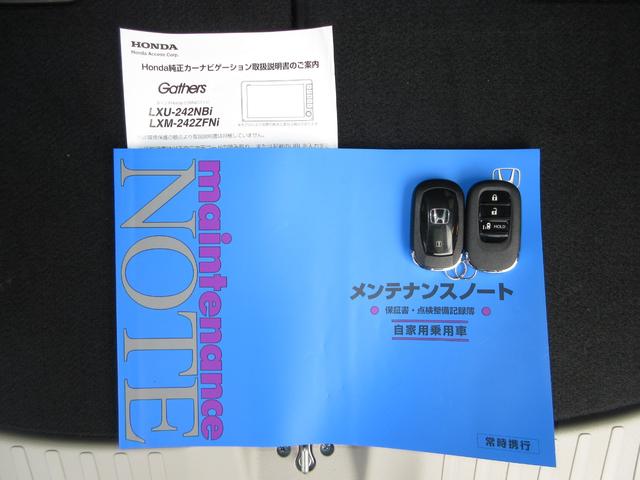 HONDA
Honda Access Corp.
Honda純正カーナビゲーション取扱説明書のご案内
Gathers
LXU-242NBi
LXM-242ZFNi
maintenance
NOTE
HOLD
メンテナンスノート
保証書・点検整備記録簿
自家用乗用車
常時携行